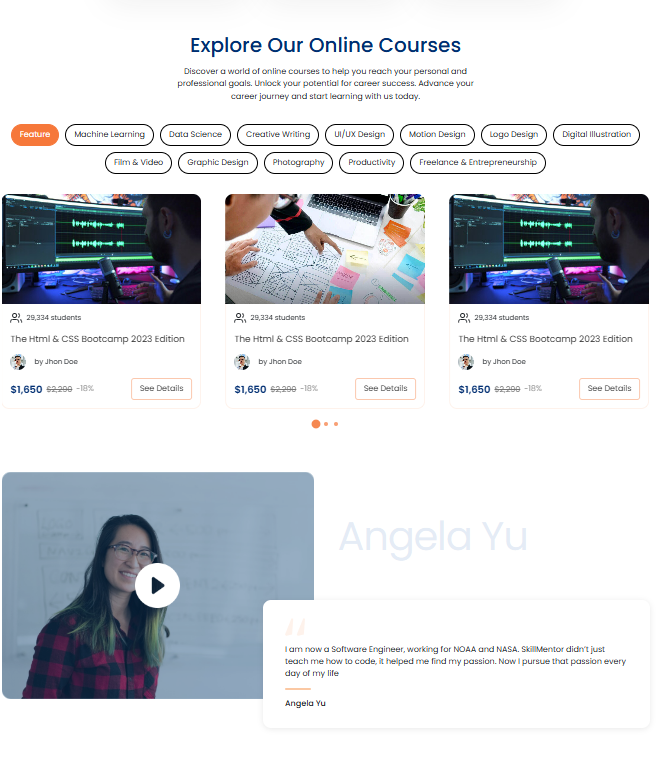 Explore Our Online Courses
Discover a world of online courses to help you reach your personal and
professional goals. Unlock your potential for career success. Advance your
career journey and start learning with us today.
Feature
Machine Learning
Data Science
Creative Writing
UI/UX Design
Motion Design
Logo Design
Digital Illustration
Film & Video
Graphic Design
Photography
Productivity
Freelance & Entrepreneurship
29,334 students
The Html & CSS Bootcamp 2023 Edition
by Jhon Doe
$1,650 $2,290 -18%
See Details
29,334 students
The Html & CSS Bootcamp 2023 Edition
by Jhon Doe
$1,650 $2,290 -18%
See Details
29,334 students
The Html & CSS Bootcamp 2023 Edition
by Jhon Doe
$1,650 $2,290 -18%
See Details
Angela Yu
“
I am now a Software Engineer, working for NOAA and NASA. SkillMentor didn’t just
teach me how to code, it helped me find my passion. Now I pursue that passion every
day of my life
Angela Yu